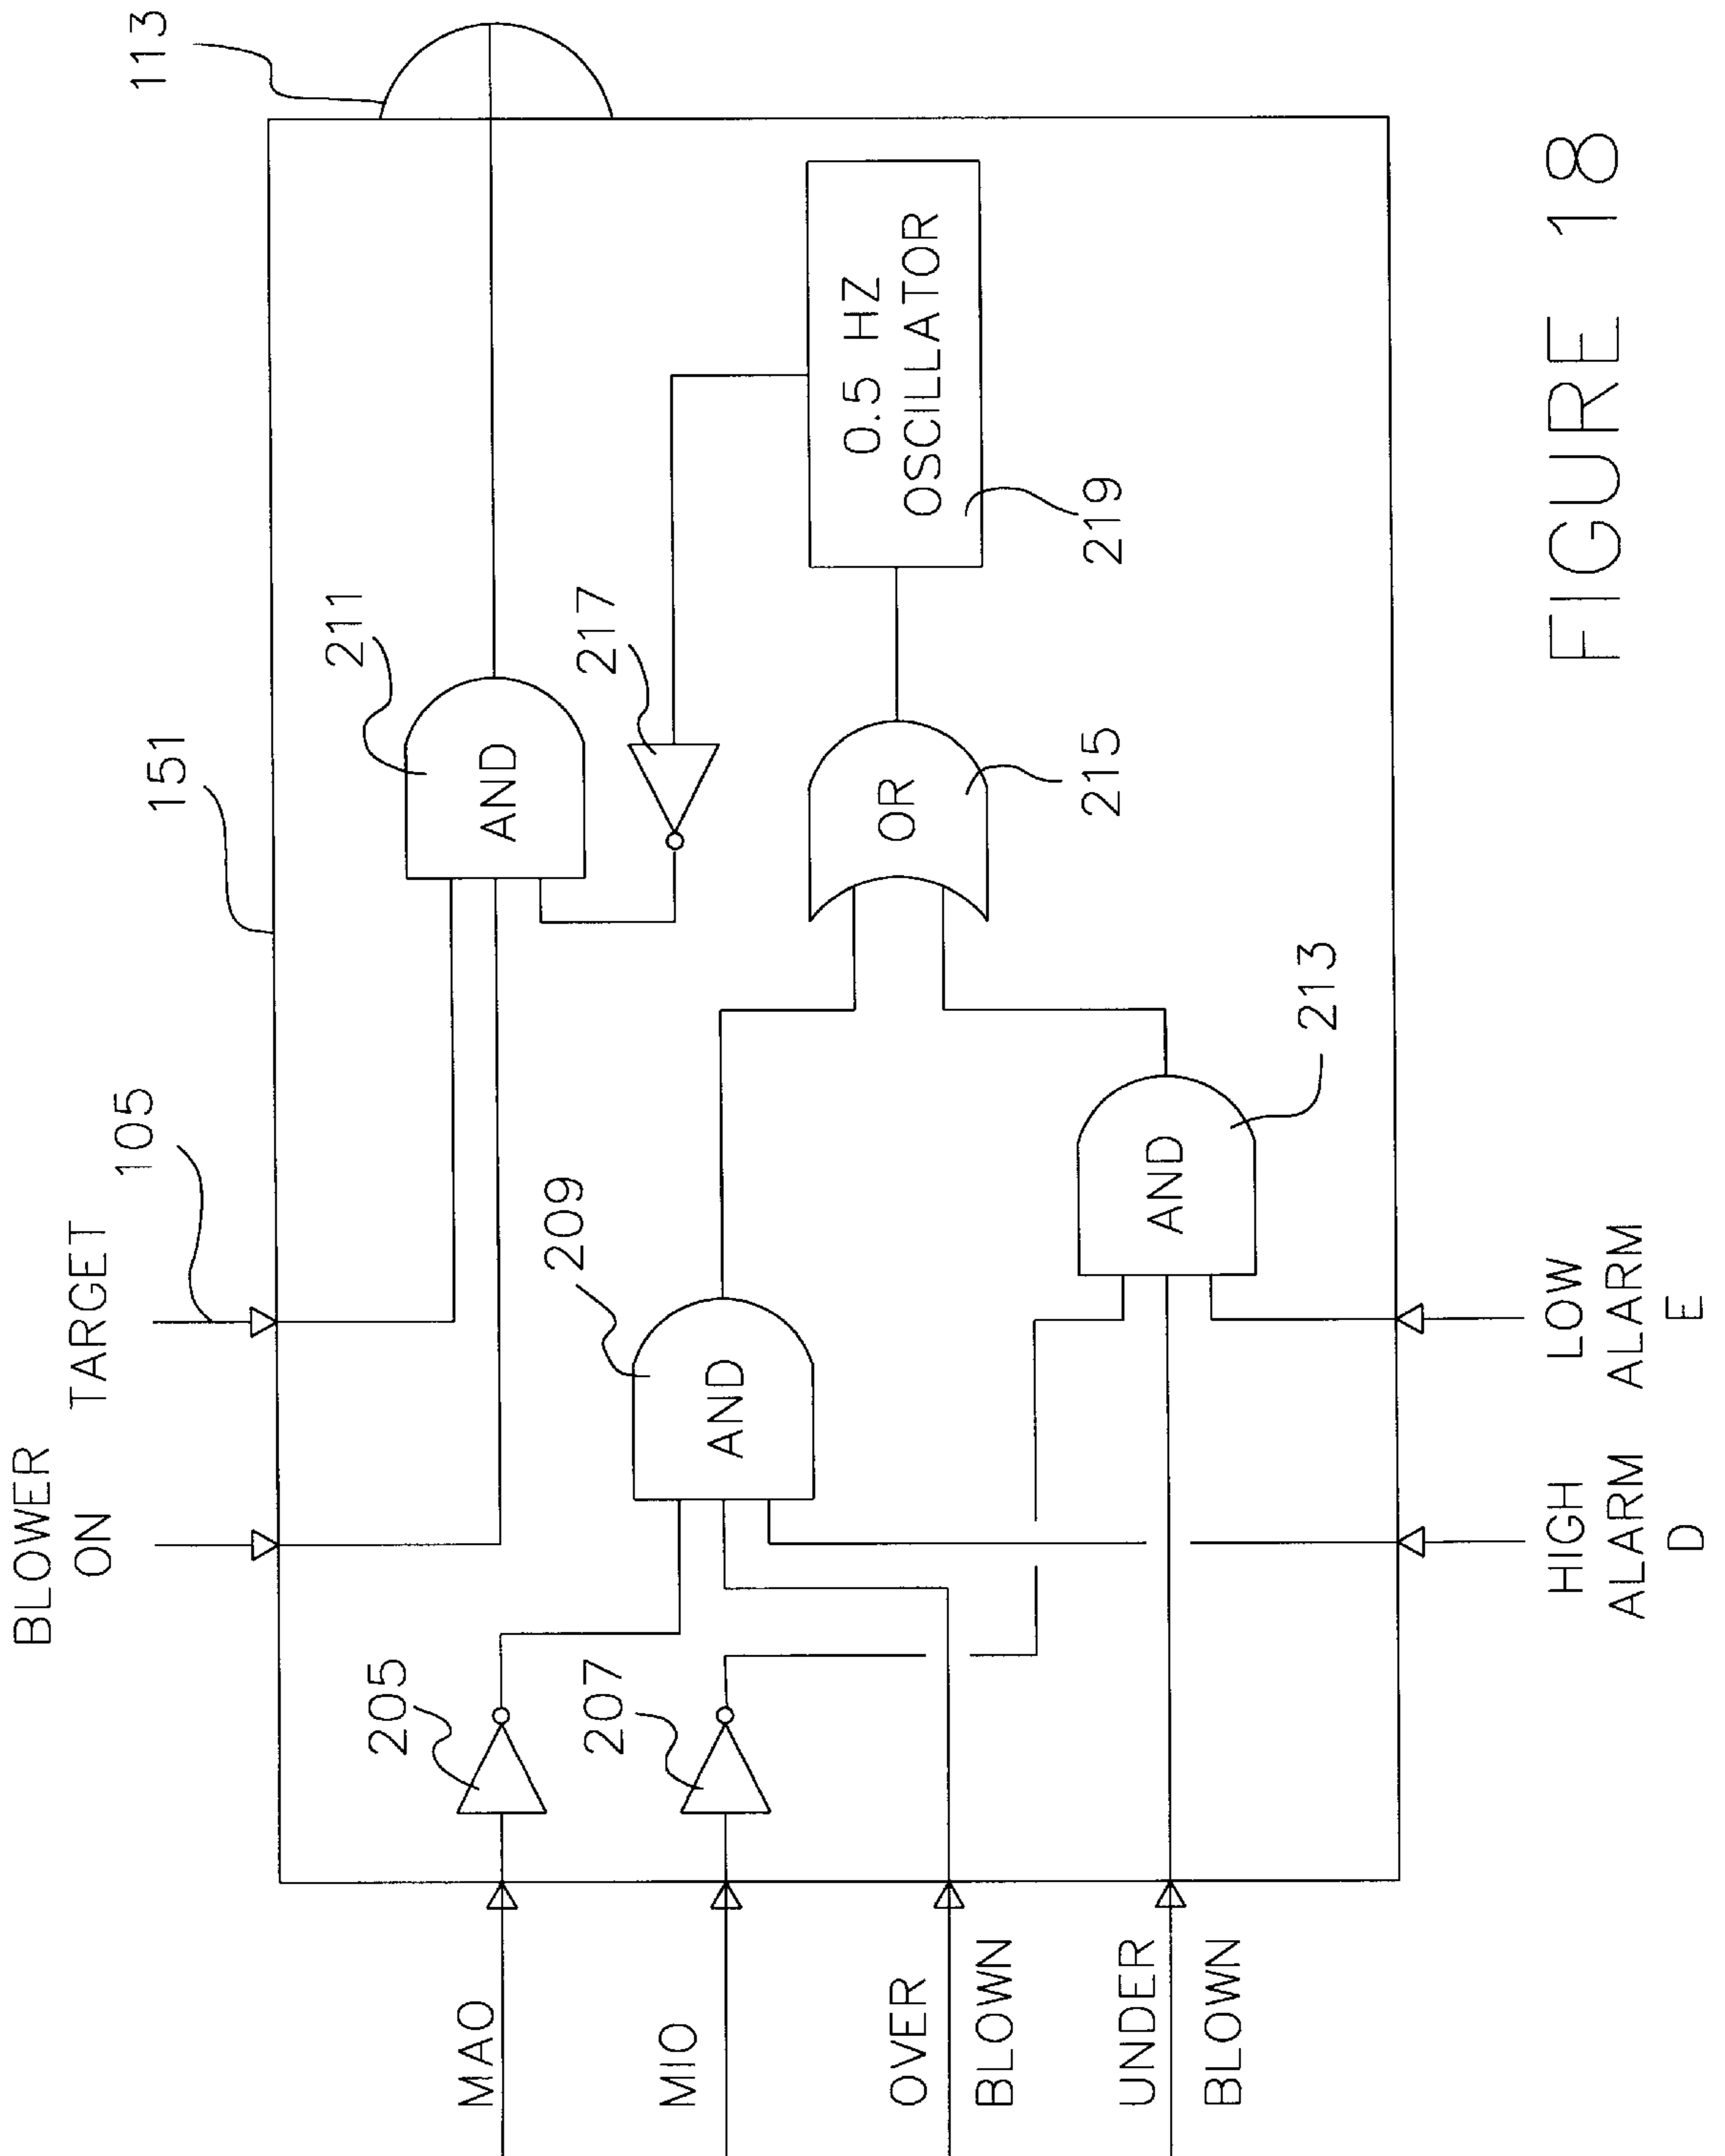 BLOWER
ON
TARGET
105
151
113
MAO
205
MIO
207
OVER
BLOWN
UNDER
BLOWN
209
AND
211
AND
217
213
AND
215
OR
0.5 HZ
OSCILLATOR
219
HIGH
ALARM
D
LOW
ALARM
E
FIGURE 18